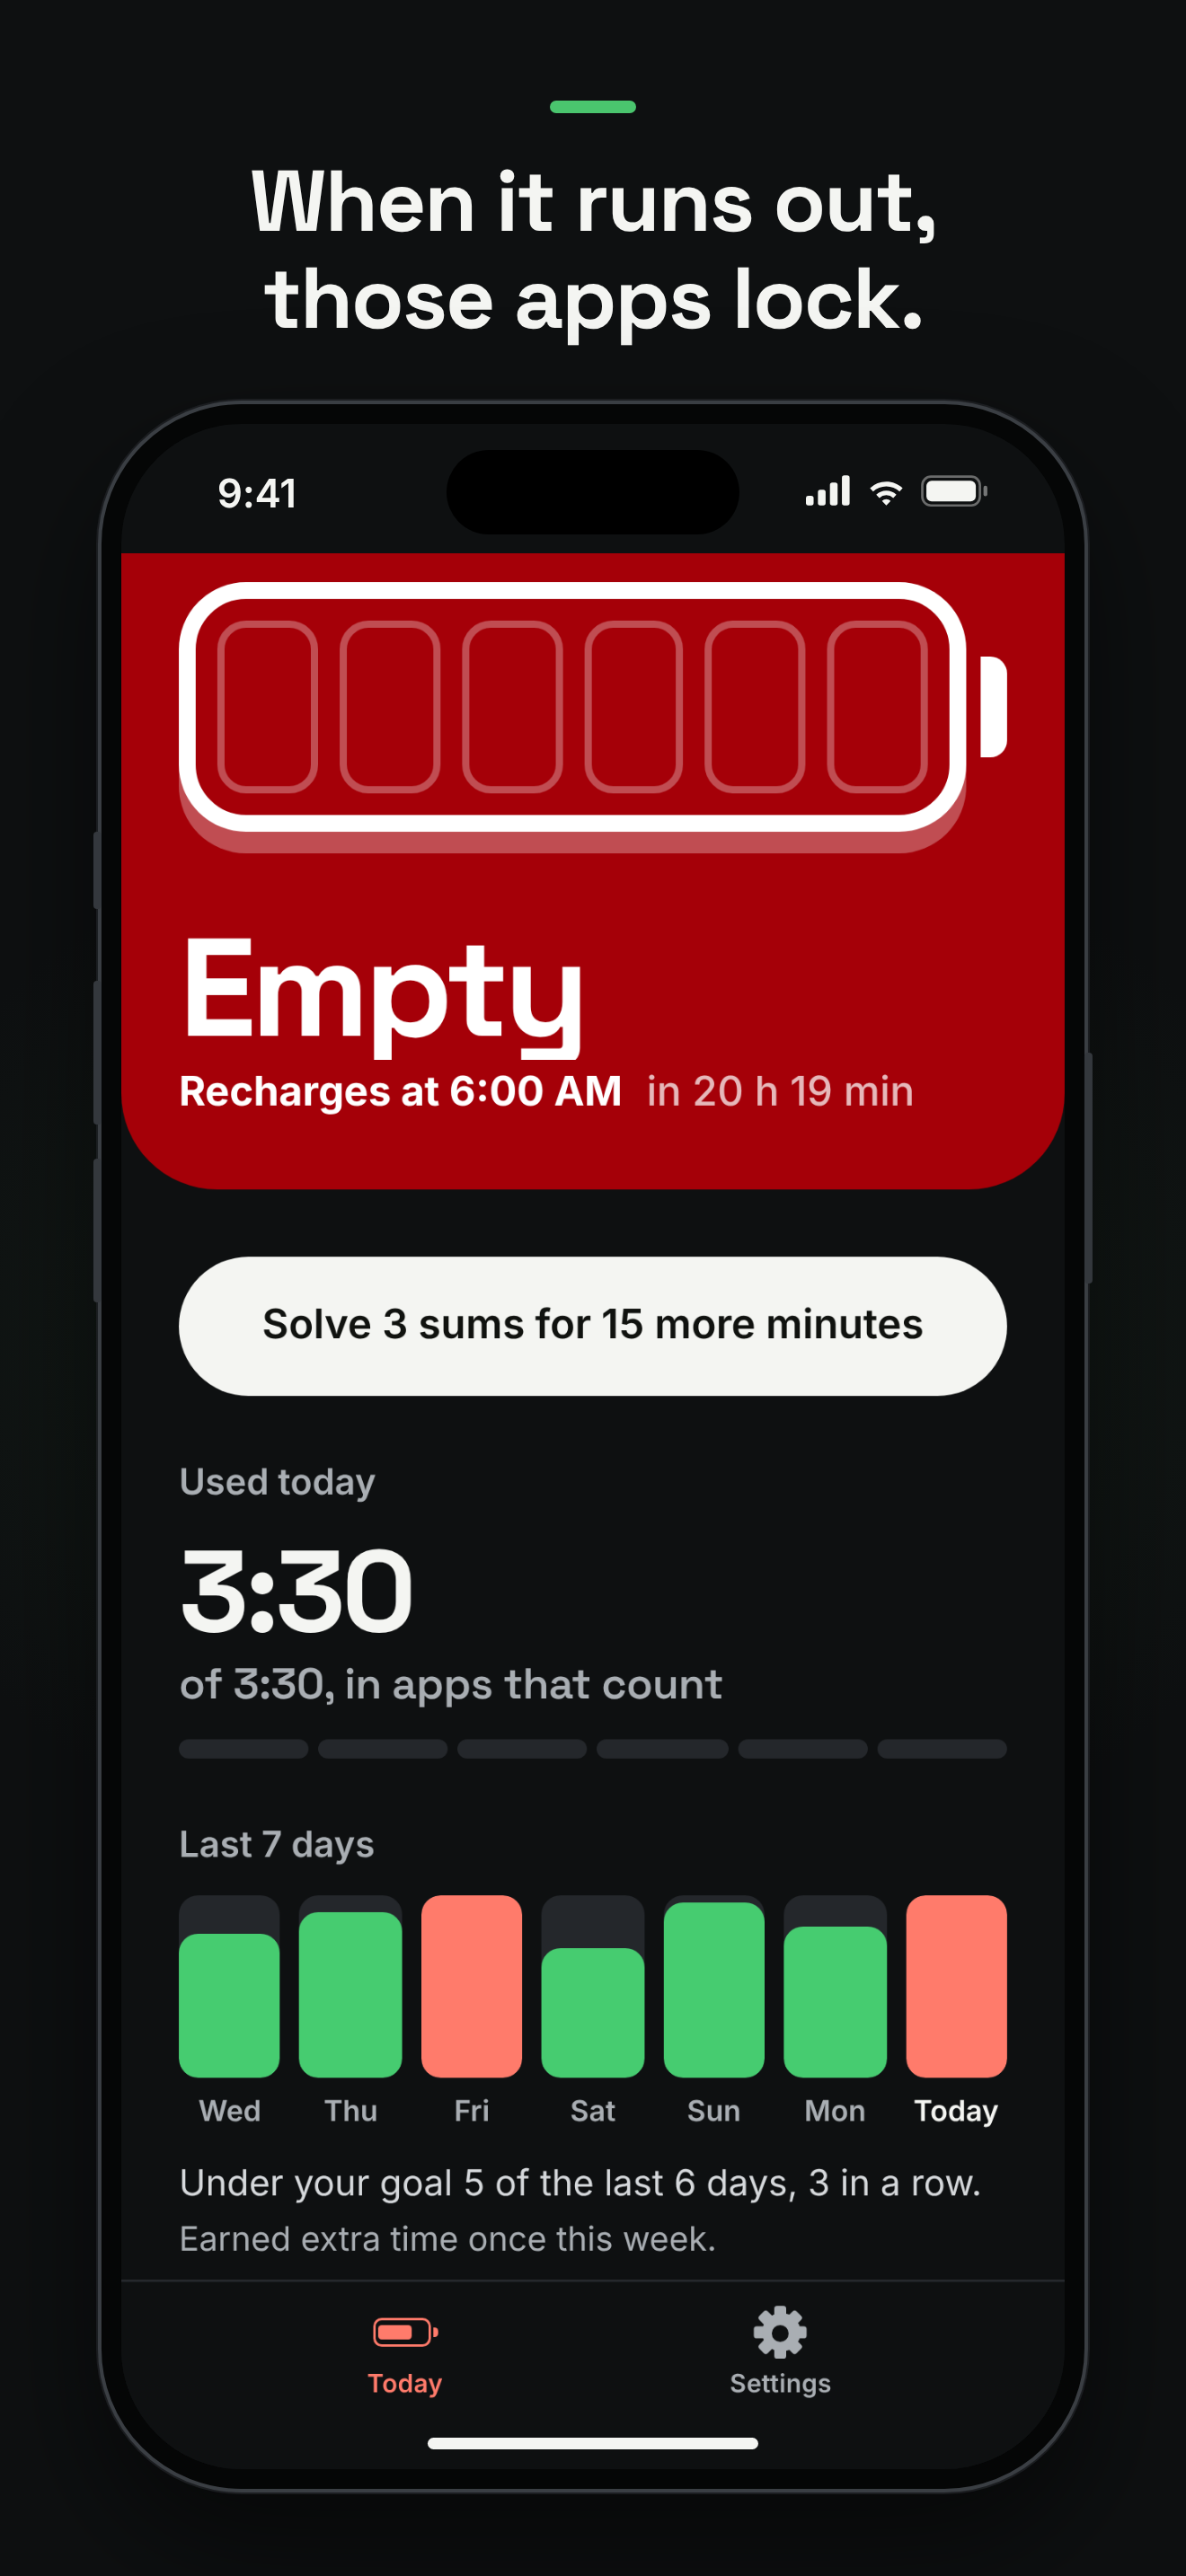 When it runs out,
those apps lock.
9:41
Empty
Recharges at 6:00 AM in 20 h 19 min
Solve 3 sums for 15 more minutes
Used today
3:30
of 3:30, in apps that count
Last 7 days
Wed Thu Fri Sat Sun Mon Today
Under your goal 5 of the last 6 days, 3 in a row.
Earned extra time once this week.
Today Settings